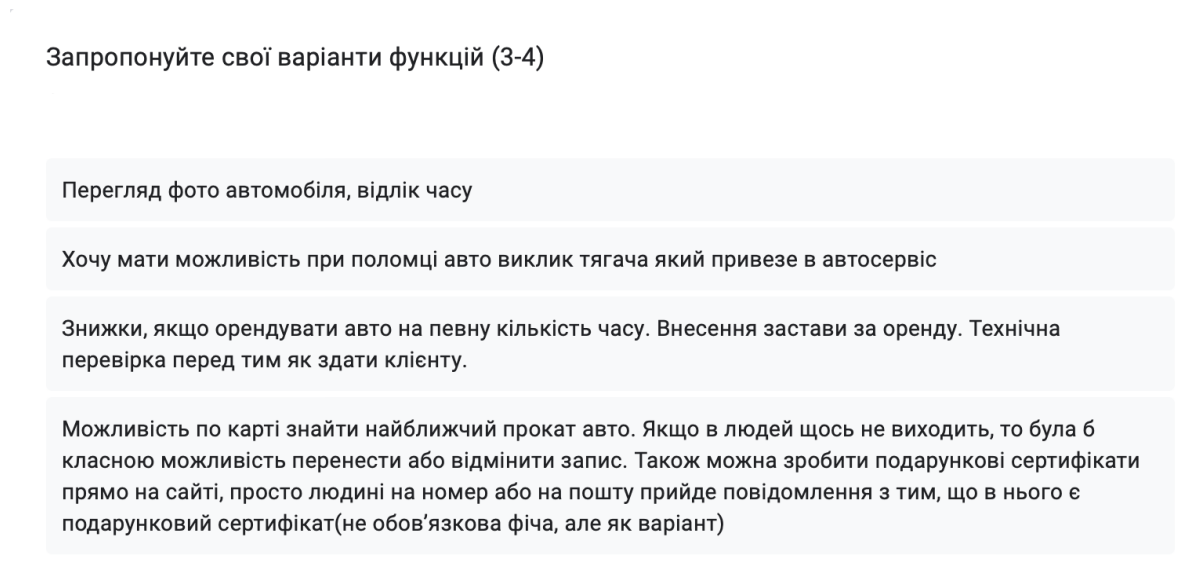 Запропонуйте свої варіанти функцій (3-4)
Перегляд фото автомобіля, відлік часу
Хочу мати можливість при поломці авто виклик тягача який привезе в автосервіс
Знижки, якщо орендувати авто на певну кількість часу. Внесення застави за оренду. Технічна
перевірка перед тим як здати клієнту.
Можливість по карті знайти найближчий прокат авто. Якщо в людей щось не виходить, то була б
класною можливість перенести або відмінити запис. Також можна зробити подарункові сертифікати
прямо на сайті, просто людині на номер або на пошту прийде повідомлення з тим, що в нього є
подарунковий сертифікат(не обов’язкова фіча, але як варіант)